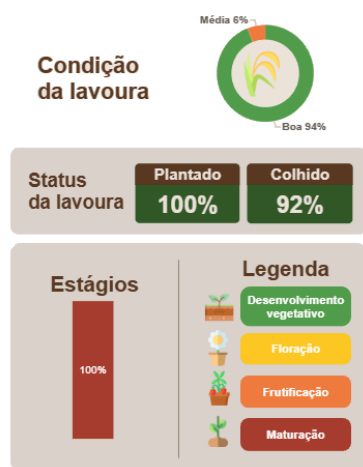 Média 6%
Condição
da lavoura
Boa 94%
Status
da lavoura
Plantado
100%
Colhido
92%
Estágios
100%
Legenda
Desenvolvimento
vegetativo
Floração
Frutificação
Maturação